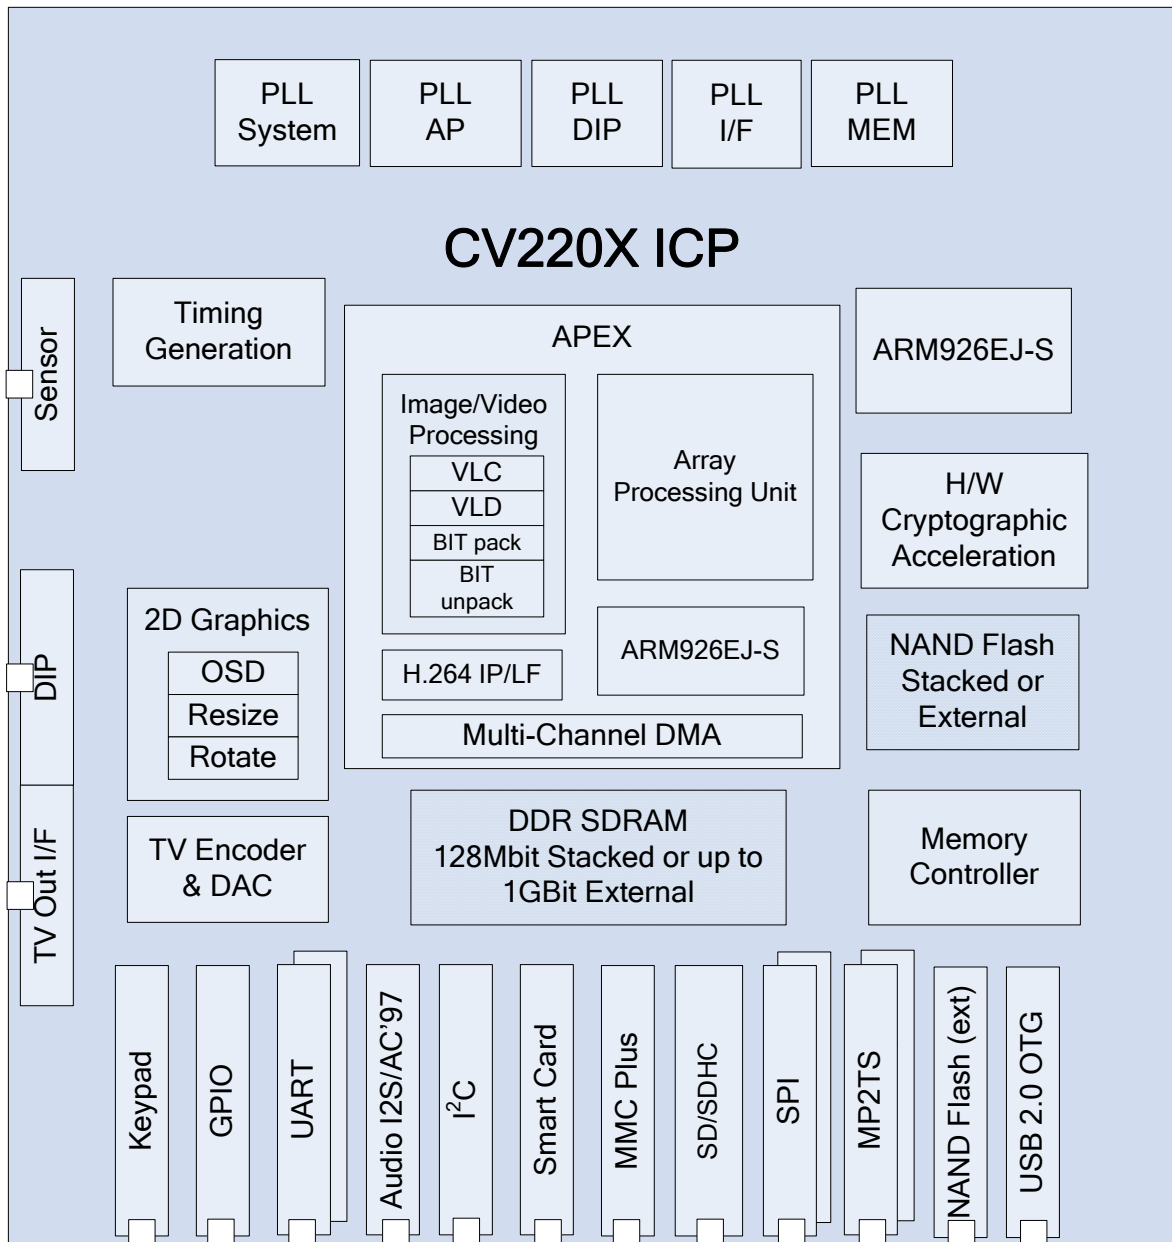 PLL
System
PLL
AP
PLL
DIP
PLL
I/F
PLL
MEM
CV220X ICP
Sensor
Timing
Generation
APEX
Image/Video
Processing
VLC
VLD
BIT pack
BIT
unpack
Array
Processing Unit
H.264 IP/LF
ARM926EJ-S
Multi-Channel DMA
ARM926EJ-S
H/W
Cryptographic
Acceleration
NAND Flash
Stacked or
External
DIP
2D Graphics
OSD
Resize
Rotate
TV Out I/F
TV Encoder
& DAC
DDR SDRAM
128Mbit Stacked or up to
1GBit External
Memory
Controller
Keypad
GPIO
UART
Audio I2S/AC'97
I²C
Smart Card
MMC Plus
SD/SDHC
SPI
MP2TS
NAND Flash (ext)
USB 2.0 OTG